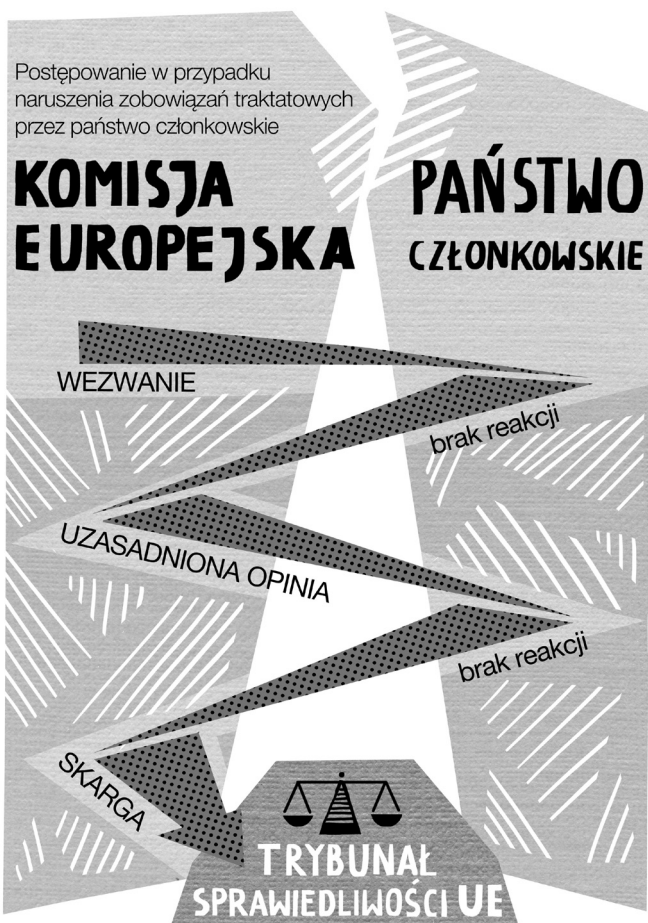 Postępowanie w przypadku
naruszenia zobowiązań traktatowych
przez państwo członkowskie
KOMISJA
EUROPEJSKA
PAŃSTWO
CZŁONKOWSKIE
WEZWANIE
brak reakcji
UZASADNIONA OPINIA
brak reakcji
SKARGA
TRYBUNAŁ
SPRAWIEDLIWOŚCI UE